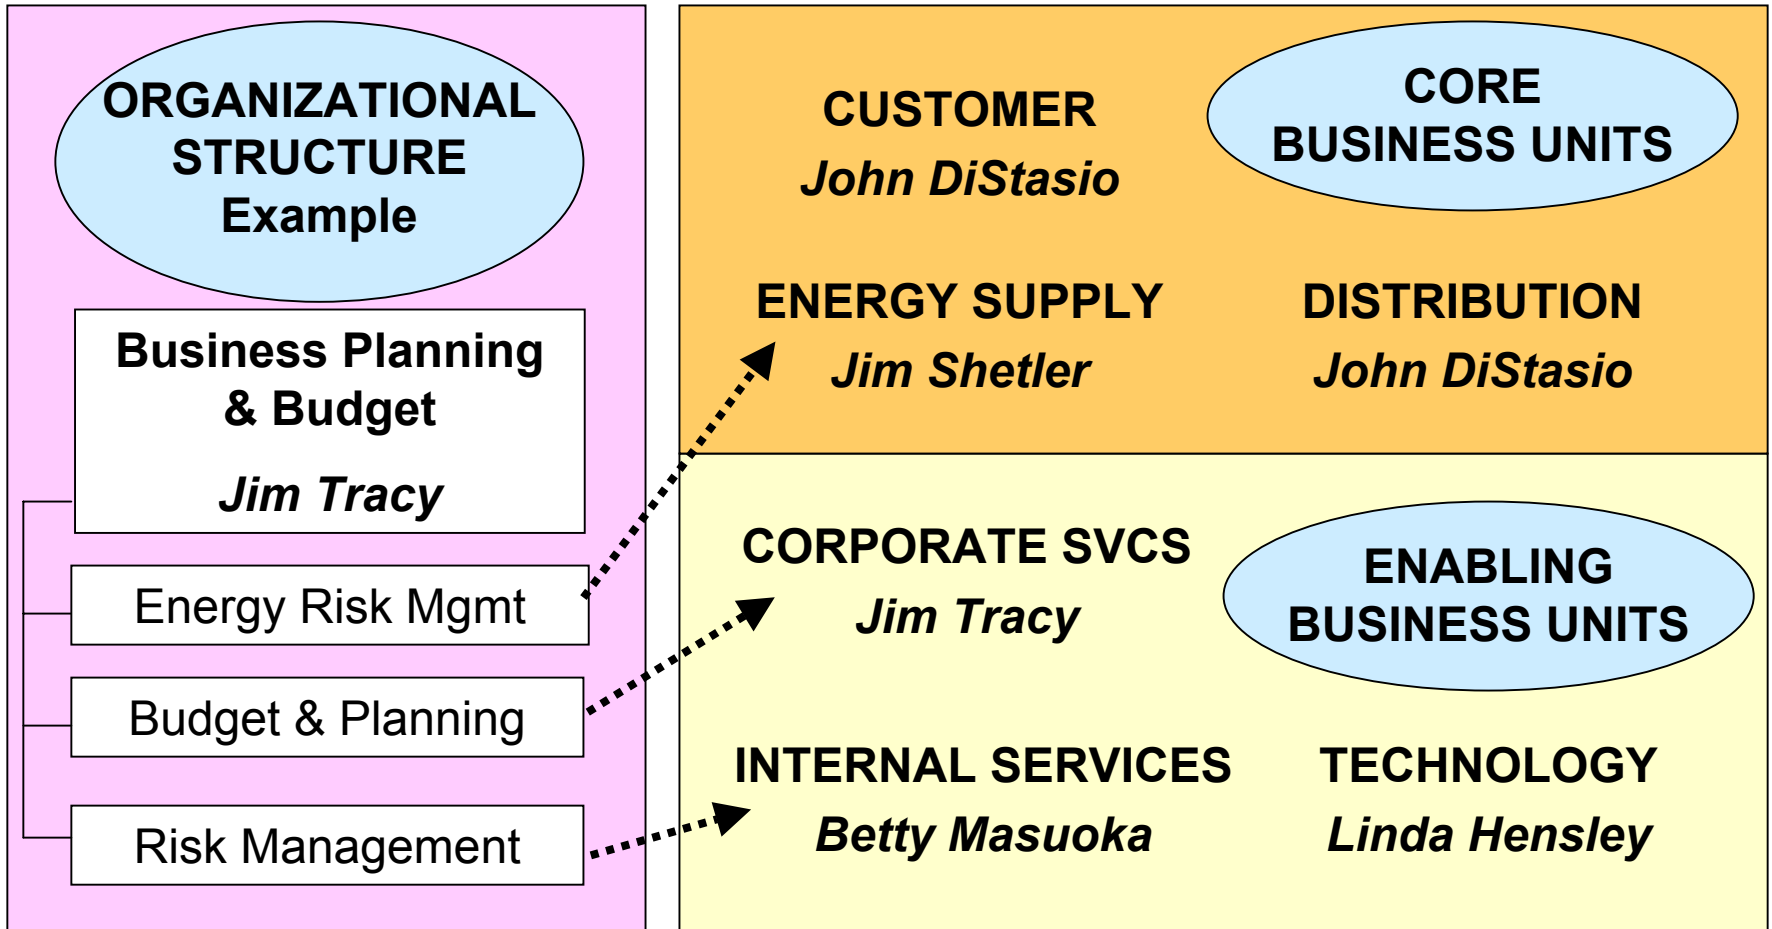 ORGANIZATIONAL
STRUCTURE
Example
Business Planning
& Budget
Jim Tracy
Energy Risk Mgmt
Budget & Planning
Risk Management
CUSTOMER
John DiStasio
CORE
BUSINESS UNITS
ENERGY SUPPLY
Jim Shetler
DISTRIBUTION
John DiStasio
CORPORATE SVCS
Jim Tracy
ENABLING
BUSINESS UNITS
INTERNAL SERVICES
Betty Masuoka
TECHNOLOGY
Linda Hensley